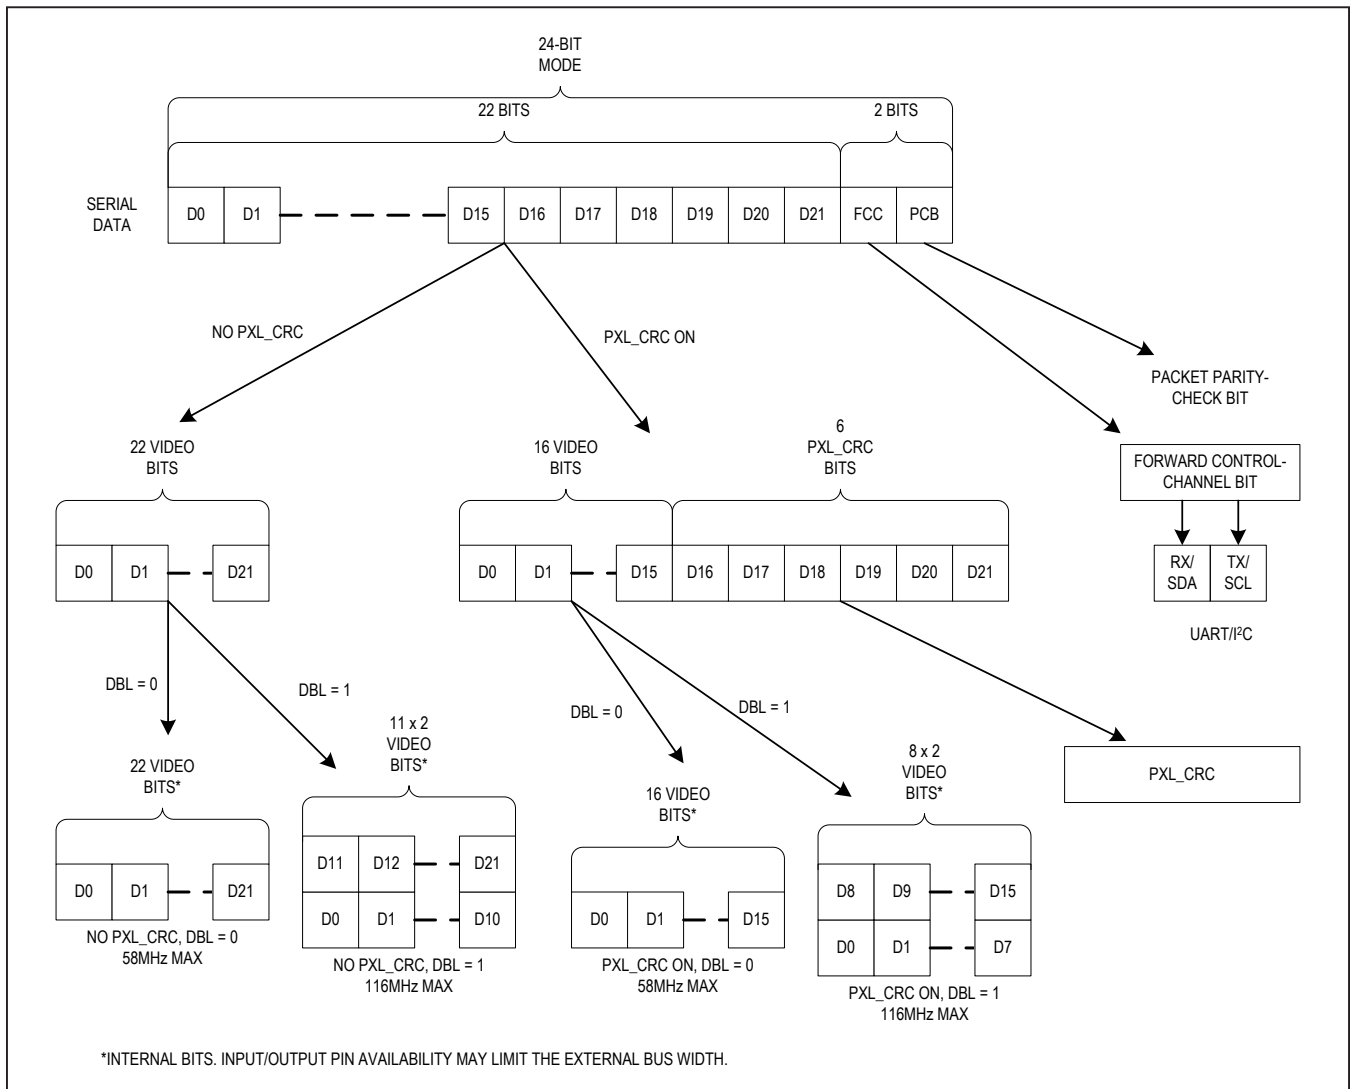 24-BIT
MODE
22 BITS
2 BITS
SERIAL
DATA
D0 D1 D15 D16 D17 D18 D19 D20 D21 FCC PCB
NO PXL_CRC
PXL_CRC ON
PACKET PARITY-
CHECK BIT
22 VIDEO
BITS
16 VIDEO
BITS
6
PXL_CRC
BITS
FORWARD CONTROL-
CHANNEL BIT
D0 D1 D21
D0 D1 D15 D16 D17 D18 D19 D20 D21
RX/
SDA
TX/
SCL
UART/I²C
DBL = 0
DBL = 1
DBL = 0
DBL = 1
22 VIDEO
BITS*
11 x 2
VIDEO
BITS*
16 VIDEO
BITS*
8 x 2
VIDEO
BITS*
PXL_CRC
D0 D1 D21
NO PXL_CRC, DBL = 0
58MHz MAX
D11 D12 D21
D0 D1 D10
NO PXL_CRC, DBL = 1
116MHz MAX
D0 D1 D15
PXL_CRC ON, DBL = 0
58MHz MAX
D8 D9 D15
D0 D1 D7
PXL_CRC ON, DBL = 1
116MHz MAX
*INTERNAL BITS. INPUT/OUTPUT PIN AVAILABILITY MAY LIMIT THE EXTERNAL BUS WIDTH.